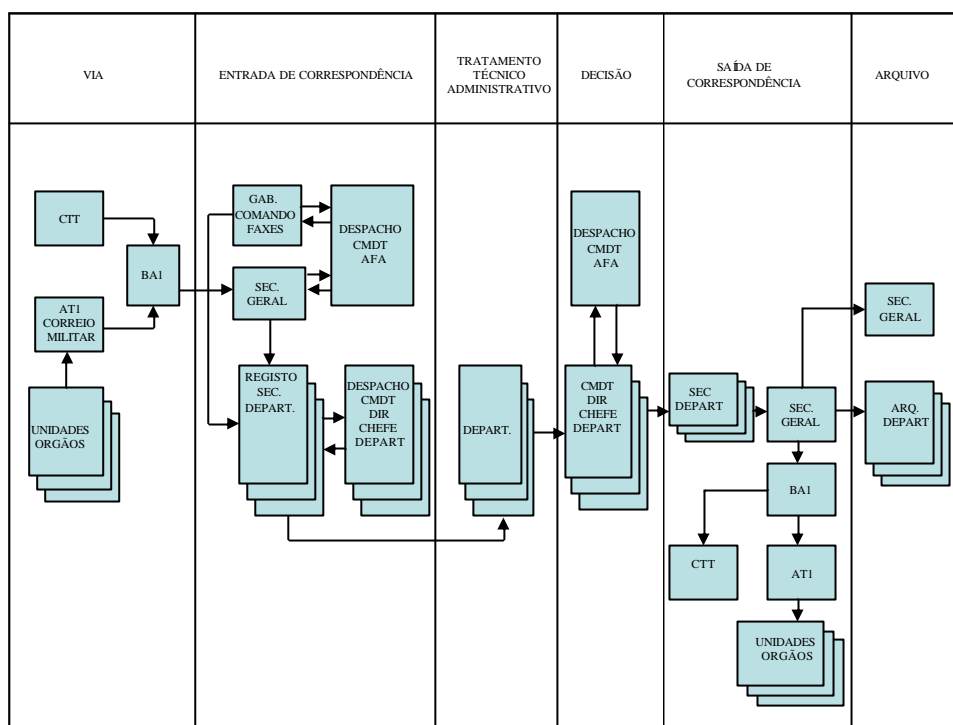 VIA
ENTRADA DE CORRESPONDÊNCIA
TRATAMENTO
TÉCNICO
ADMINISTRATIVO
DECISÃO
SAÍDA DE
CORRESPONDÊNCIA
ARQUIVO
CTT
BA1
AT1
CORREIO
MILITAR
UNIDADES
ORGÃOS
GAB.
COMANDO
FAXES
DESPACHO
CMDT
AFA
SEC.
GERAL
REGISTO
SEC.
DEPART.
DESPACHO
CMDT
DIR
CHEFE
DEPART
DEPART.
DESPACHO
CMDT
AFA
CMDT
DIR
CHEFE
DEPART
SEC
DEPART
SEC.
GERAL
BA1
CTT
AT1
UNIDADES
ORGÃOS
SEC.
GERAL
ARQ.
DEPART